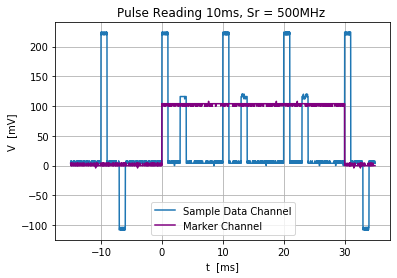 Pulse Reading 10ms, Sr = 500MHz
V [mV]
200
150
100
50
0
−50
−100
Sample Data Channel
Marker Channel
−10 0 10 20 30
t [ms]